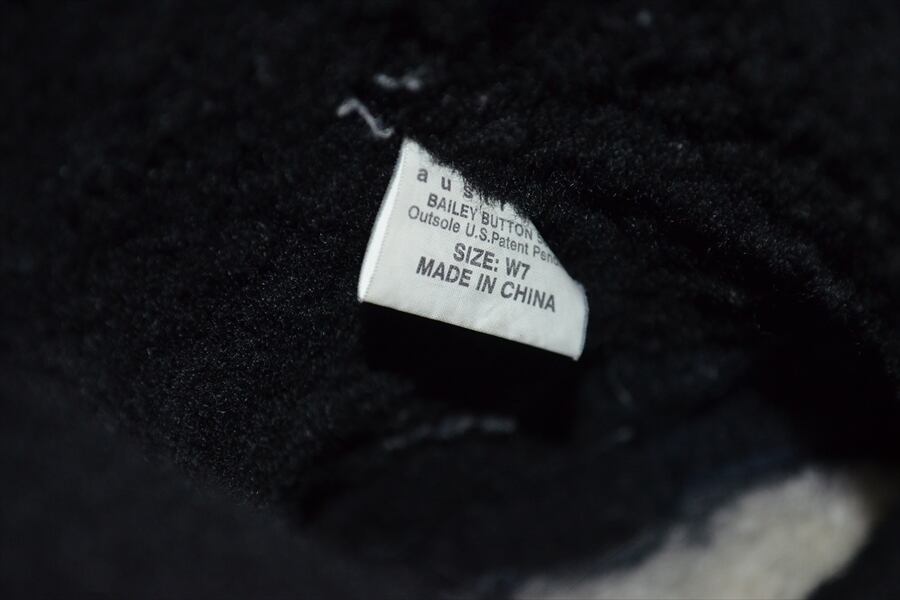 a u s
BAILEY BUTTON
Outsole U.S.Patent
SIZE: W7
MADE IN CHINA